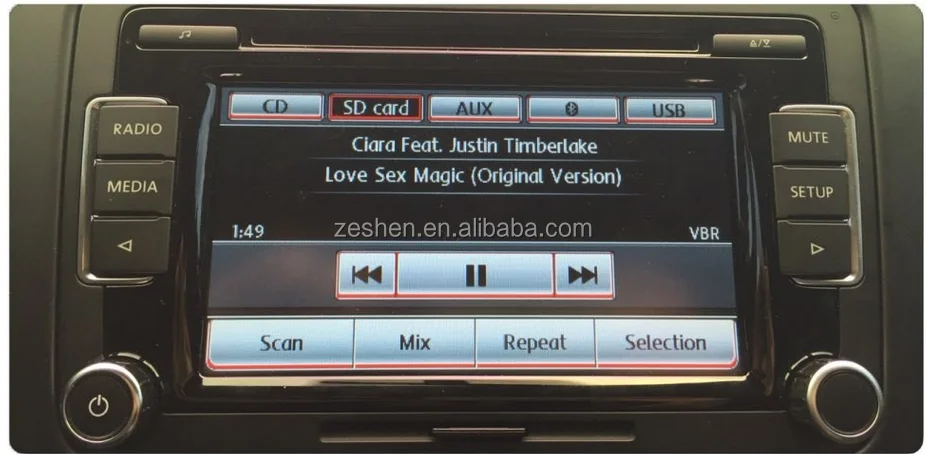 CD SD card AUX USB
RADIO
MUTE
Ciara Feat. Justin Timberlake
Love Sex Magic (Original Version)
MEDIA
SETUP
1:49 zeshen.en.alibaba.com VBR
Scan Mix Repeat Selection